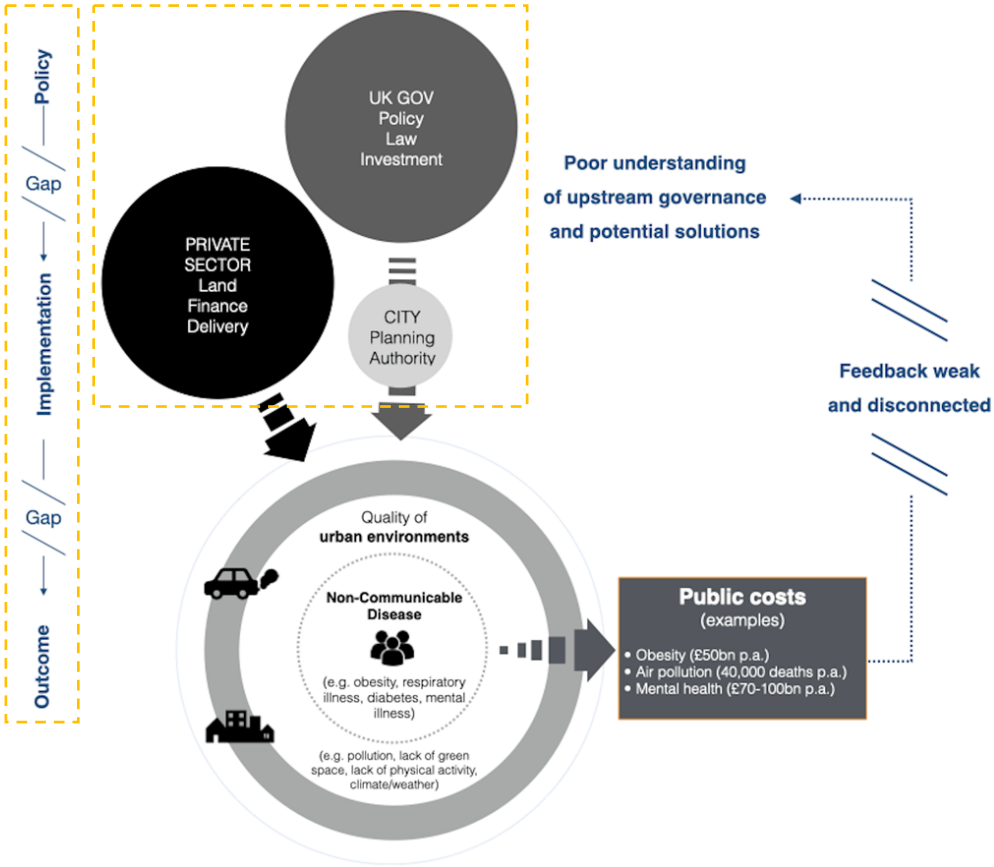 Policy
Gap
Implementation
Gap
Outcome
UK GOV
Policy
Law
Investment
PRIVATE
SECTOR
Land
Finance
Delivery
CITY
Planning
Authority
Poor understanding
of upstream governance
and potential solutions
Feedback weak
and disconnected
Quality of
urban environments
Non-Communicable
Disease
(e.g. obesity, respiratory
illness, diabetes, mental
illness)
(e.g. pollution, lack of green
space, lack of physical activity,
climate/weather)
Public costs
(examples)
• Obesity (£50bn p.a.)
• Air pollution (40,000 deaths p.a.)
• Mental health (£70-100bn p.a.)